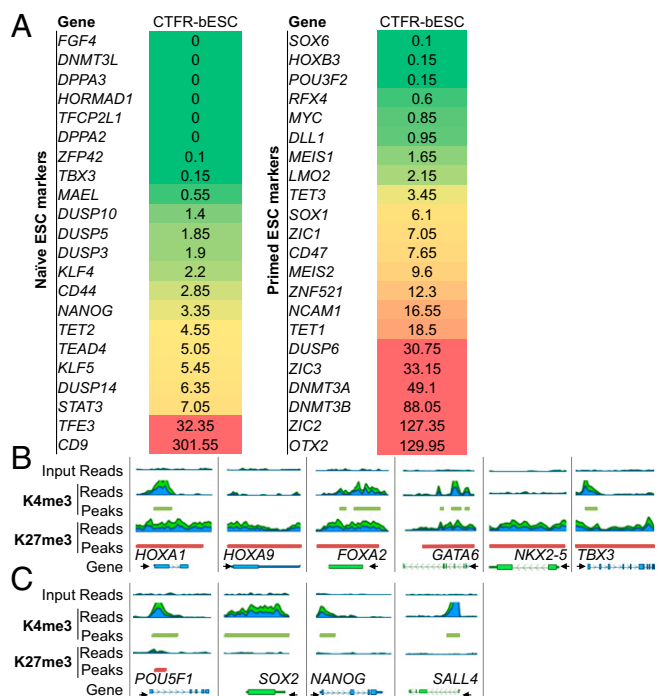 A
Gene CTFR-bESC
Naïve ESC markers
FGF4 0
DNMT3L 0
DPPA3 0
HORMAD1 0
TFCP2L1 0
DPPA2 0
ZFP42 0.1
TBX3 0.15
MAEL 0.55
DUSP10 1.4
DUSP5 1.85
DUSP3 1.9
KLF4 2.2
CD44 2.85
NANOG 3.35
TET2 4.55
TEAD4 5.05
KLF5 5.45
DUSP14 6.35
STAT3 7.05
TFE3 32.35
CD9 301.55
Gene CTFR-bESC
Primed ESC markers
SOX6 0.1
HOXB3 0.15
POU3F2 0.15
RFX4 0.6
MYC 0.85
DLL1 0.95
MEIS1 1.65
LMO2 2.15
TET3 3.45
SOX1 6.1
ZIC1 7.05
CD47 7.65
MEIS2 9.6
ZNF521 12.3
NCAM1 16.55
TET1 18.5
DUSP6 30.75
ZIC3 33.15
DNMT3A 49.1
DNMT3B 88.05
ZIC2 127.35
OTX2 129.95
B
Input Reads
K4me3 Reads
Peaks
K27me3 Reads
Peaks
Gene HOXA1 HOXA9 FOXA2 GATA6 NKX2-5 TBX3
C
Input Reads
K4me3 Reads
Peaks
K27me3 Reads
Peaks
Gene POU5F1 SOX2 NANOG SALL4